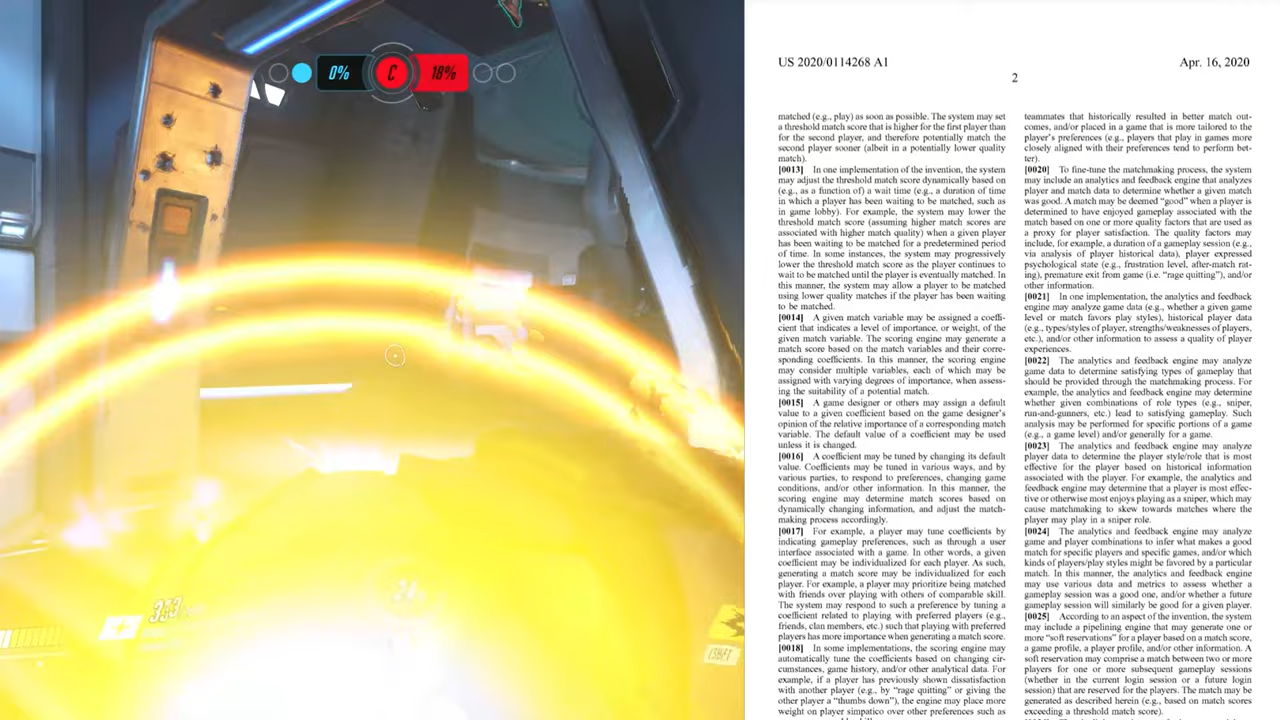 0%
C
18%
333
SHIFT
US 2020/0114268 A1
Apr. 16, 2020
2
matched (e.g., play) as soon as possible. The system may set
a threshold match score that is higher for the first player than
for the second player, and therefore potentially match the
second player sooner (albeit in a potentially lower quality
match).
[0013] In one implementation of the invention, the system
may adjust the threshold match score dynamically based on
(e.g., as a function of) a wait time (e.g., a duration of time
in which a player has been waiting to be matched, such as
in game lobby). For example, the system may lower the
threshold match score (assuming higher match scores are
associated with higher match quality) when a given player
has been waiting to be matched for a predetermined period
of time. In some instances, the system may progressively
lower the threshold match score as the player continues to
wait to be matched until the player is eventually matched. In
this manner, the system may allow a player to be matched
using lower quality matches if the player has been waiting
to be matched.
[0014] A given match variable may be assigned a coeffi-
cient that indicates a level of importance, or weight, of the
given match variable. The scoring engine may generate a
match score based on the match variables and their corre-
sponding coefficients. In this manner, the scoring engine
may consider multiple variables, each of which may be
assigned with varying degrees of importance, when assess-
ing the suitability of a potential match.
[0015] A game designer or others may assign a default
value to a given coefficient based on the game designer's
opinion of the relative importance of a corresponding match
variable. The default value of a coefficient may be used
unless it is changed.
[0016] A coefficient may be tuned by changing its default
value. Coefficients may be tuned in various ways, and by
various parties, to respond to preferences, changing game
conditions, and/or other information. In this manner, the
scoring engine may determine match scores based on
dynamically changing information, and adjust the match-
making process accordingly.
[0017] For example, a player may tune coefficients by
indicating gameplay preferences, such as through a user
interface associated with a game. In other words, a given
coefficient may be individualized for each player. As such,
generating a match score may be individualized for each
player. For example, a player may prioritize being matched
with friends over playing with others of comparable skill.
The system may respond to such a preference by tuning a
coefficient related to playing with preferred players (e.g.,
friends, clan members, etc.) such that playing with preferred
players has more importance when generating a match score.
[0018] In some implementations, the scoring engine may
automatically tune the coefficients based on changing cir-
cumstances, game history, and/or other analytical data. For
example, if a player has previously shown dissatisfaction
with another player (e.g., by “rage quitting” or giving the
other player a “thumbs down”), the engine may place more
weight on player simpatico over other preferences such as
teammates that historically resulted in better match out-
comes, and/or placed in a game that is more tailored to the
player's preferences (e.g., players that play in games more
closely aligned with their preferences tend to perform bet-
ter).
[0020] To fine-tune the matchmaking process, the system
may include an analytics and feedback engine that analyzes
player and match data to determine whether a given match
was good. A match may be deemed “good” when a player is
determined to have enjoyed gameplay associated with the
match based on one or more quality factors that are used as
a proxy for player satisfaction. The quality factors may
include, for example, a duration of a gameplay session (e.g.,
via analysis of player historical data), player expressed
psychological state (e.g., frustration level, after-match rat-
ing), premature exit from game (i.e. “rage quitting”), and/or
other information.
[0021] In one implementation, the analytics and feedback
engine may analyze game data (e.g., whether a given game
level or match favors play styles), historical player data
(e.g., types/styles of player, strengths/weaknesses of players,
etc.), and/or other information to assess a quality of player
experiences.
[0022] The analytics and feedback engine may analyze
game data to determine satisfying types of gameplay that
should be provided through the matchmaking process. For
example, the analytics and feedback engine may determine
whether given combinations of role types (e.g., sniper,
run-and-gunners, etc.) lead to satisfying gameplay. Such
analysis may be performed for specific portions of a game
(e.g., a game level) and/or generally for a game.
[0023] The analytics and feedback engine may analyze
player data to determine the player style/role that is most
effective for the player based on historical information
associated with the player. For example, the analytics and
feedback engine may determine that a player is most effec-
tive or otherwise most enjoys playing as a sniper, which may
cause matchmaking to skew towards matches where the
player may play in a sniper role.
[0024] The analytics and feedback engine may analyze
game and player combinations to infer what makes a good
match for specific players and specific games, and/or which
kinds of players/play styles might be favored by a particular
match. In this manner, the analytics and feedback engine
may use various data and metrics to assess whether a
gameplay session was a good one, and/or whether a future
gameplay session will similarly be good for a given player.
[0025] According to an aspect of the invention, the system
may include a pipelining engine that may generate one or
more “soft reservations” for a player based on a match score,
a game profile, a player profile, and/or other information. A
soft reservation may comprise a match between two or more
players for one or more subsequent gameplay sessions
(whether in the current login session or a future login
session) that are reserved for the players. The match may be
generated as described herein (e.g., based on match scores
exceeding a threshold match score).